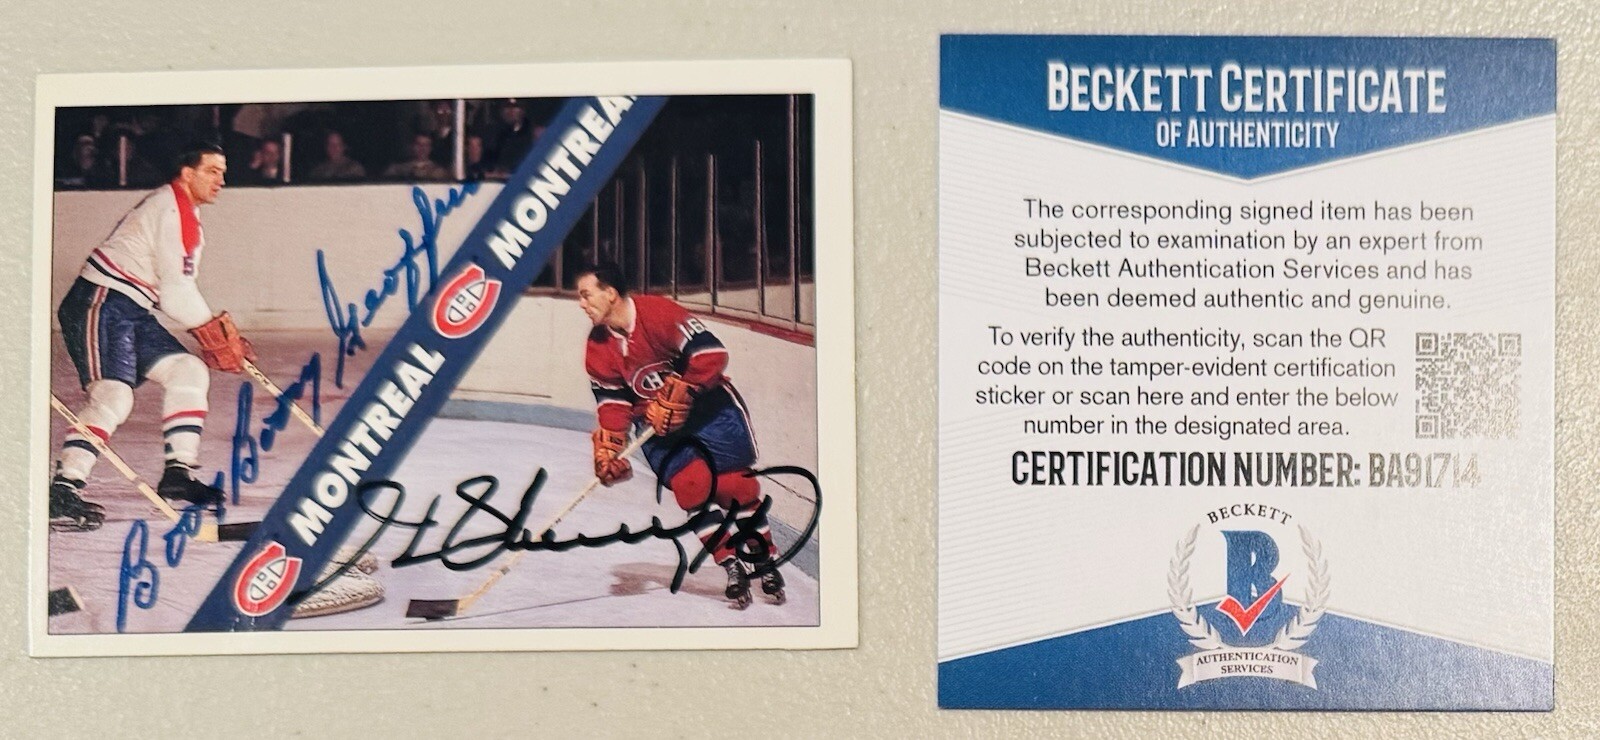 MONTREAL
MONTREAL
Boom Boom Geoffrion
H Richard
16
5
BECKETT CERTIFICATE
OF AUTHENTICITY
The corresponding signed item has been
subjected to examination by an expert from
Beckett Authentication Services and has
been deemed authentic and genuine.
To verify the authenticity, scan the QR
code on the tamper-evident certification
sticker or scan here and enter the below
number in the designated area.
CERTIFICATION NUMBER: BA91714
BECKETT
B
AUTHENTICATION
SERVICES